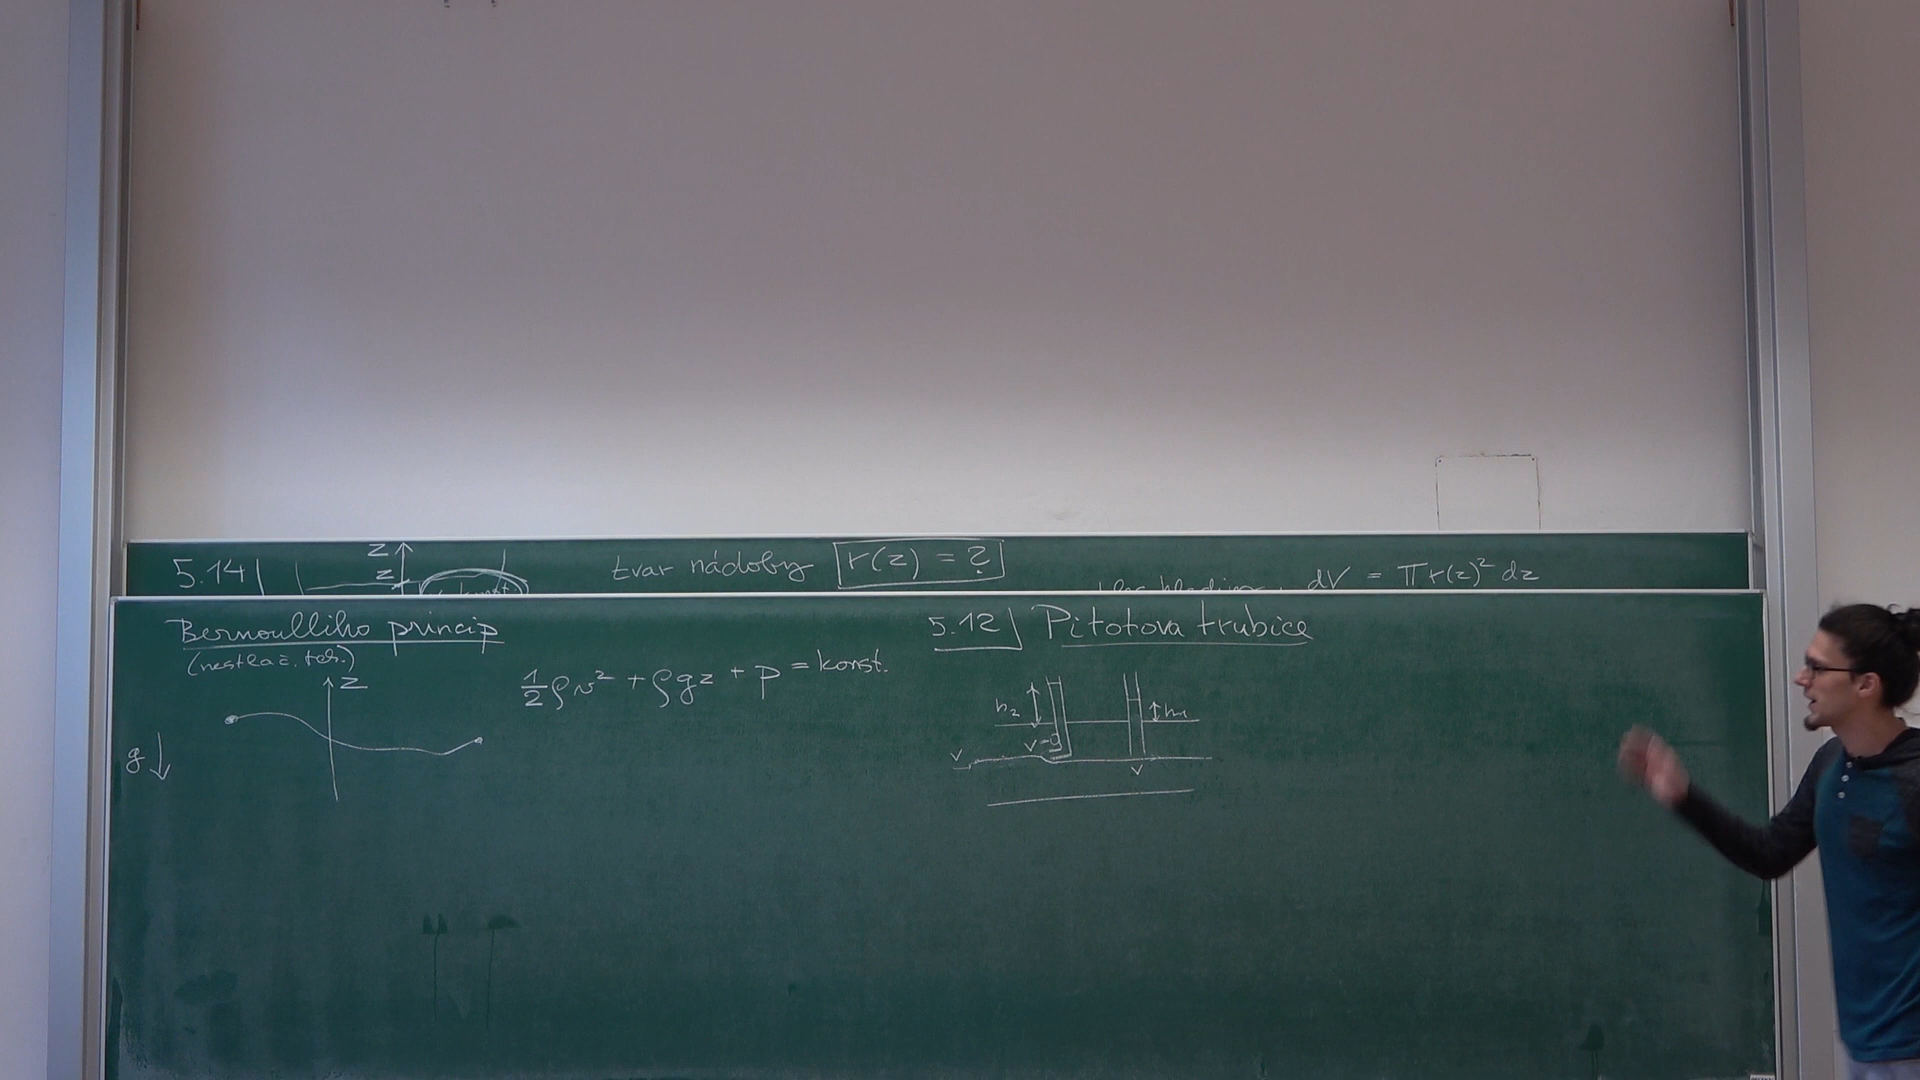 5.14
z
z
tvar nádoby r(z) = ?
dV = π r(z)² dz
Bernoulliho princip
(nestlač. tek.)
z
g
½ ρv² + ρgz + p = konst.
5.12 Pitotova trubice
h₂
h₁
v
v=0
v